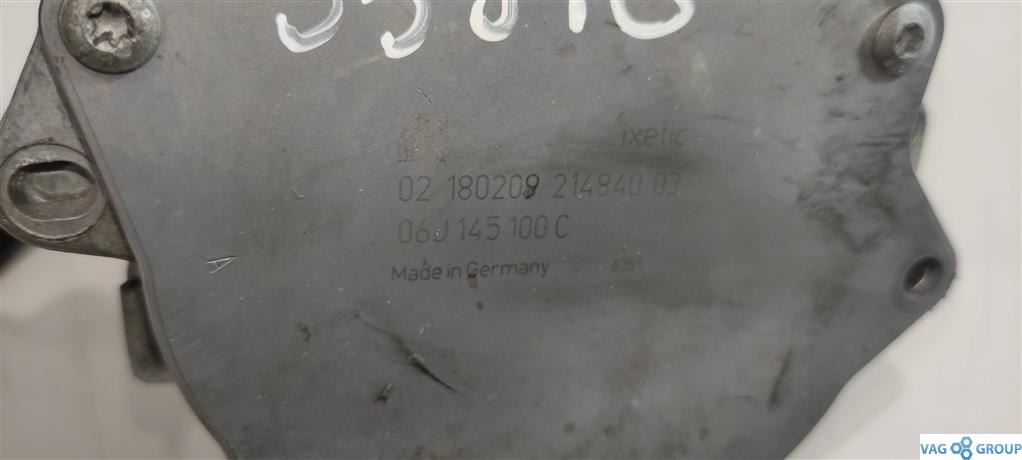 ixetic
02 180209 214840 03
06J 145 100 C
Made in Germany
A
VAG GROUP